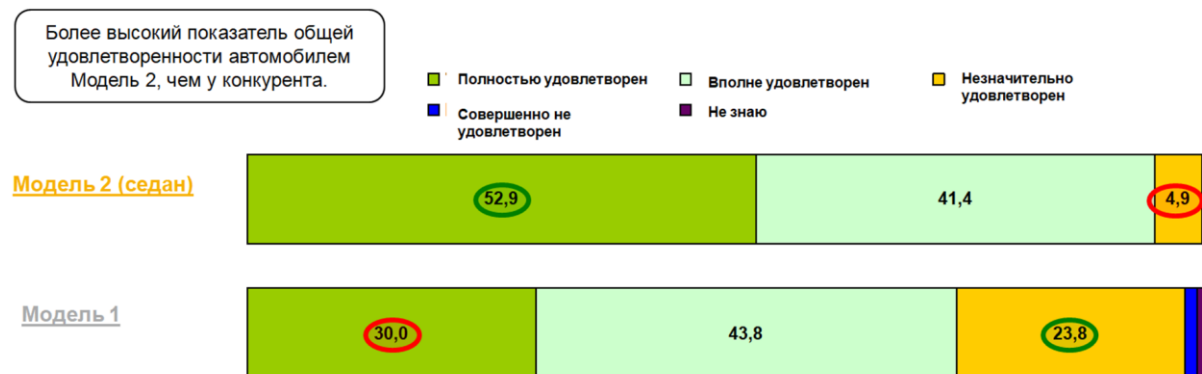 Более высокий показатель общей
удовлетворенности автомобилем
Модель 2, чем у конкурента.
Полностью удовлетворен
Вполне удовлетворен
Незначительно
удовлетворен
Совершенно не
удовлетворен
Не знаю
Модель 2 (седан)
52,9
41,4
4,9
Модель 1
30,0
43,8
23,8